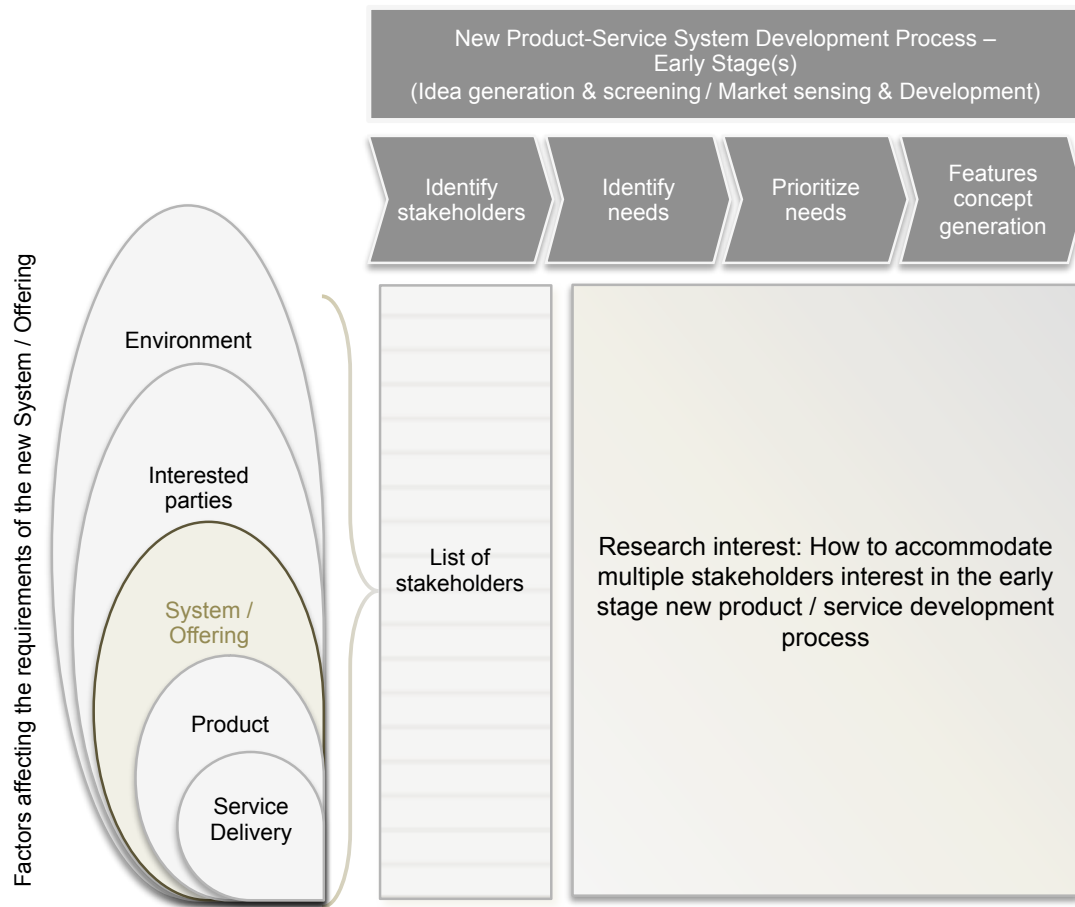 New Product-Service System Development Process –
Early Stage(s)
(Idea generation & screening / Market sensing & Development)
Identify
stakeholders
Identify
needs
Prioritize
needs
Features
concept
generation
Factors affecting the requirements of the new System / Offering
Environment
Interested
parties
System /
Offering
Product
Service
Delivery
List of
stakeholders
Research interest: How to accommodate
multiple stakeholders interest in the early
stage new product / service development
process